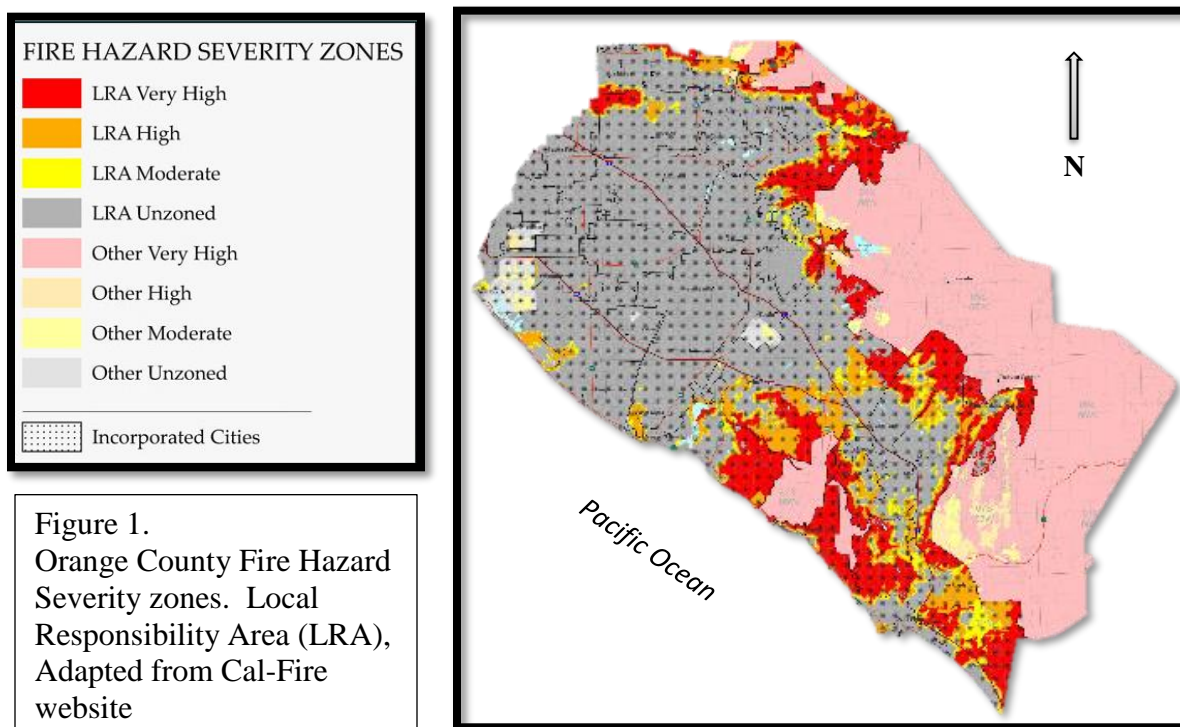 FIRE HAZARD SEVERITY ZONES
LRA Very High
LRA High
LRA Moderate
LRA Unzoned
Other Very High
Other High
Other Moderate
Other Unzoned
Incorporated Cities
Figure 1.
Orange County Fire Hazard
Severity zones.  Local
Responsibility Area (LRA),
Adapted from Cal-Fire
website
N
Pacific Ocean